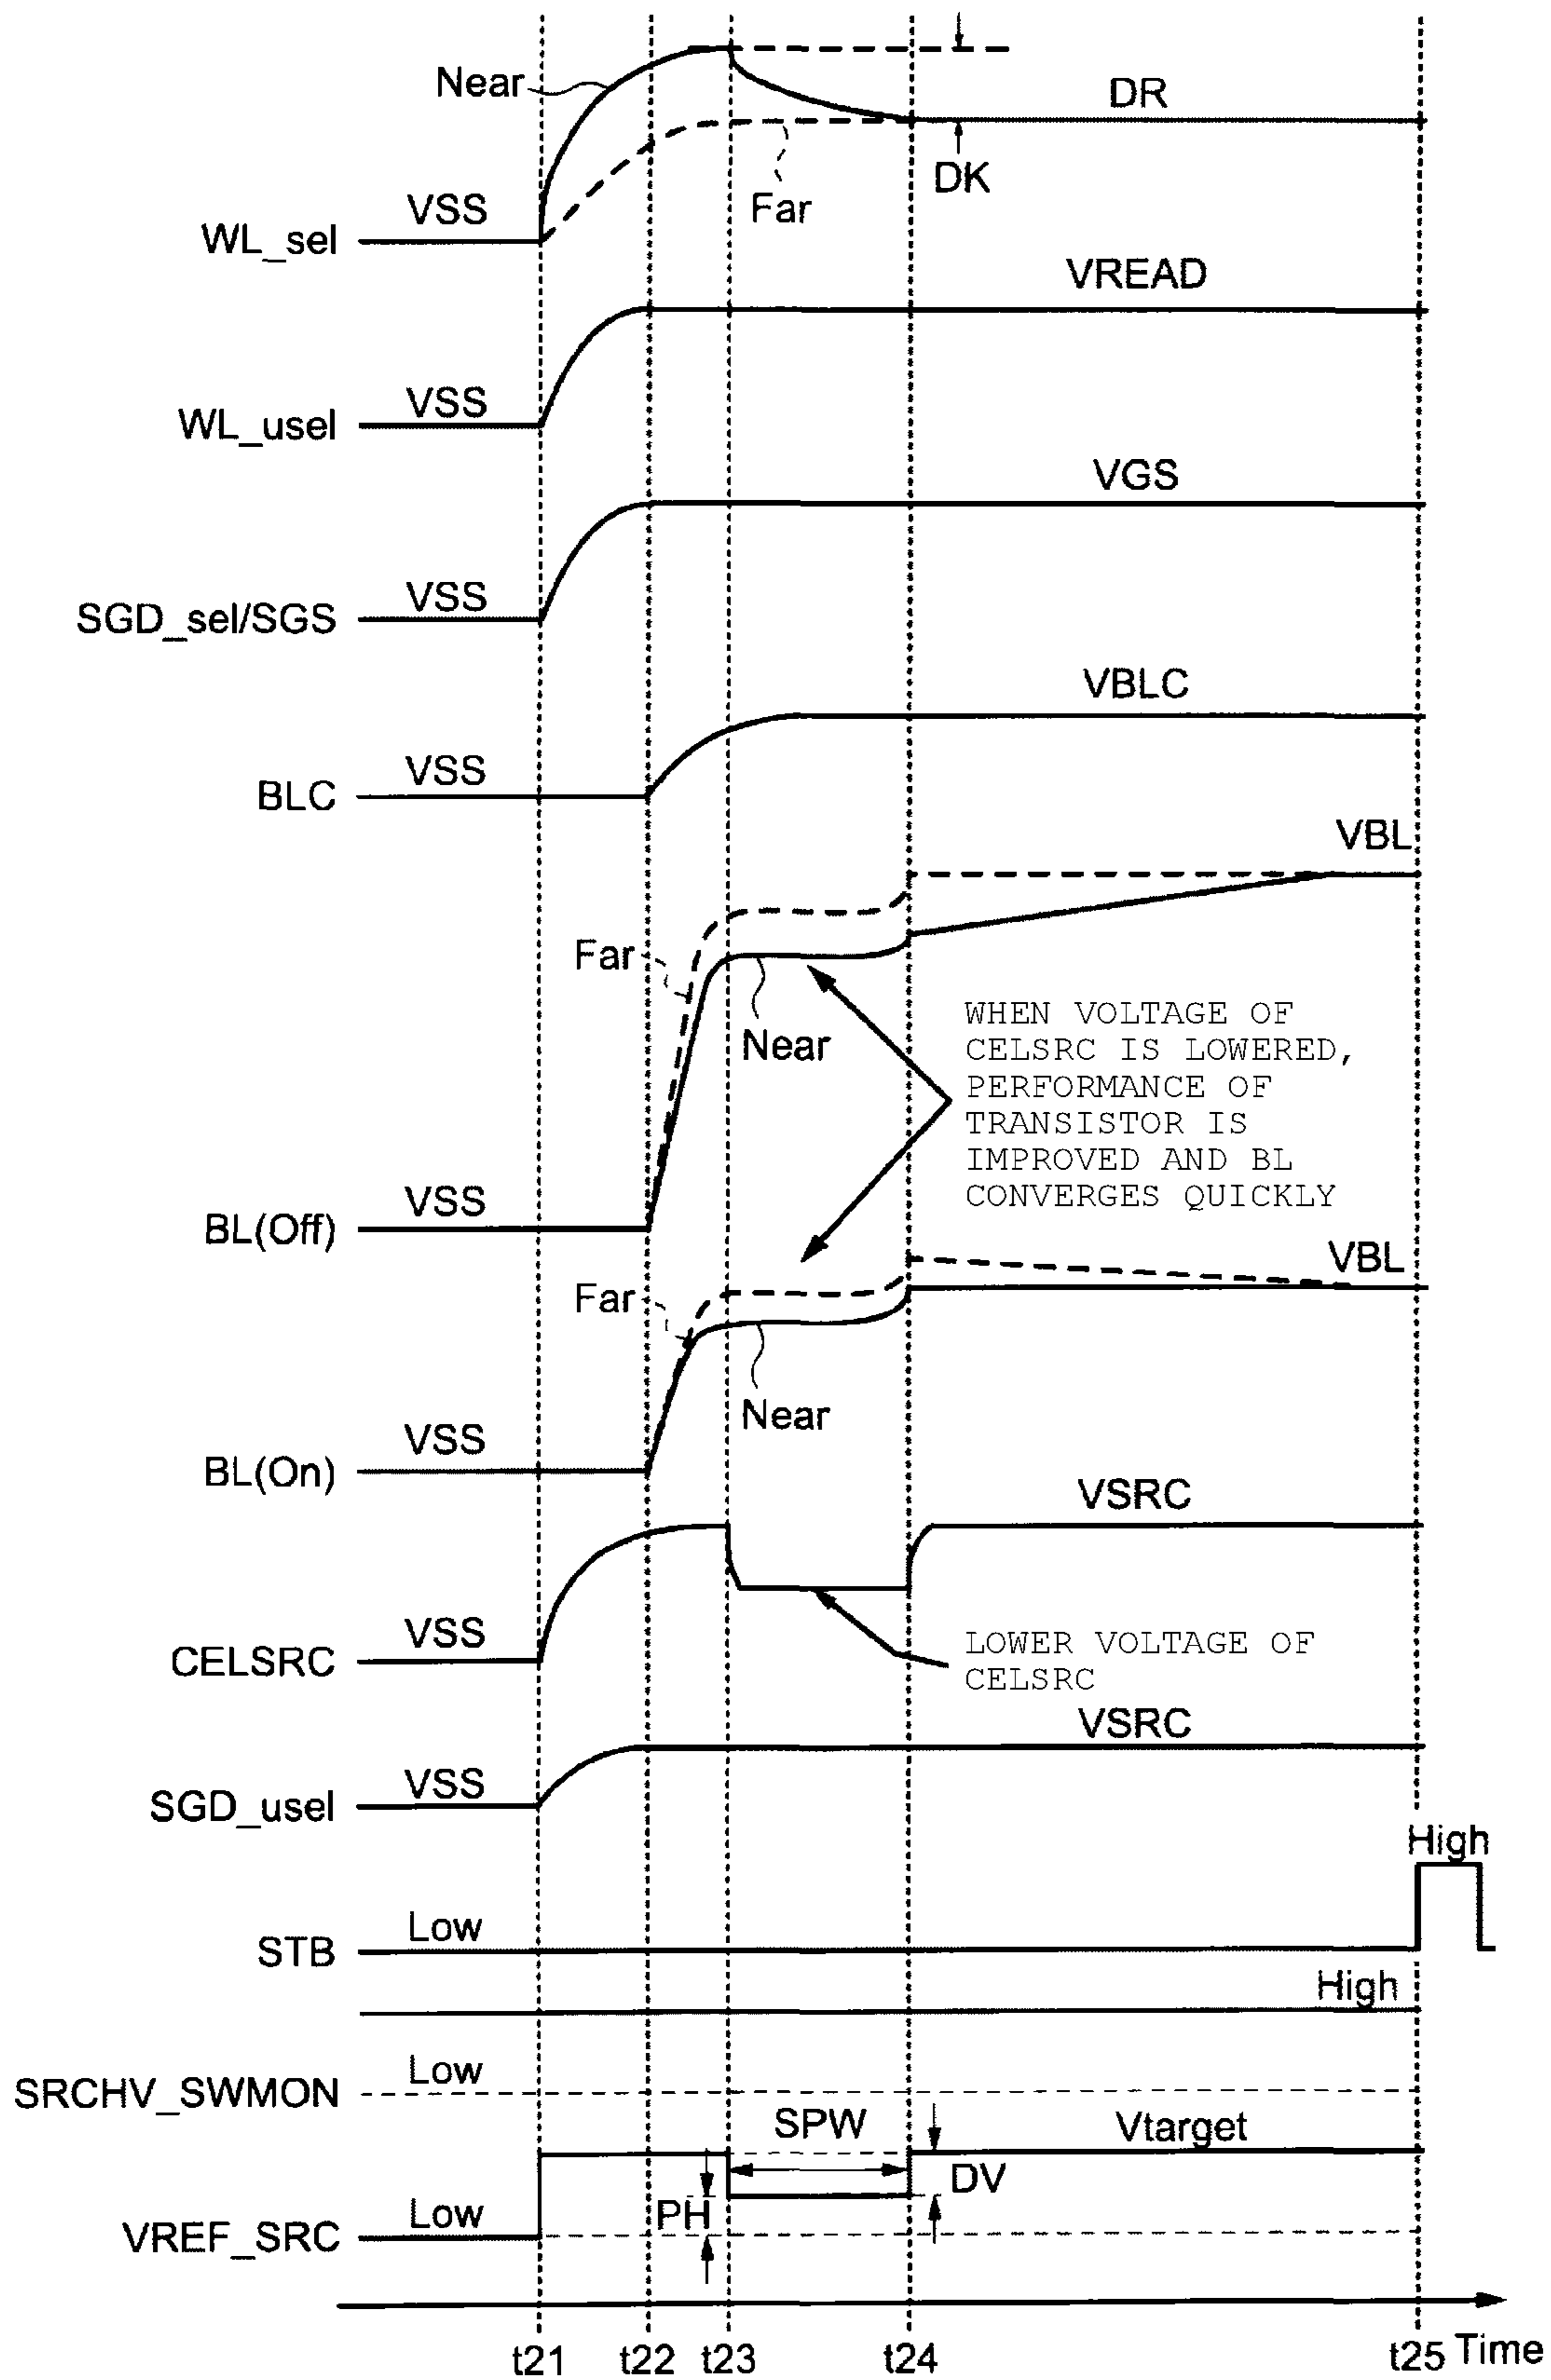 Near
DR
DK
Far
VSS
WL_sel
VREAD
VSS
WL_usel
VGS
VSS
SGD_sel/SGS
VBLC
VSS
BLC
VBL
Far
Near
WHEN VOLTAGE OF
CELSRC IS LOWERED,
PERFORMANCE OF
TRANSISTOR IS
IMPROVED AND BL
CONVERGES QUICKLY
VSS
BL(Off)
VBL
Far
Near
VSS
BL(On)
VSRC
VSS
CELSRC
LOWER VOLTAGE OF
CELSRC
VSRC
VSS
SGD_usel
High
Low
STB
High
Low
SRCHV_SWMON
SPW
Vtarget
DV
PH
Low
VREF_SRC
t21 t22 t23 t24 t25 Time